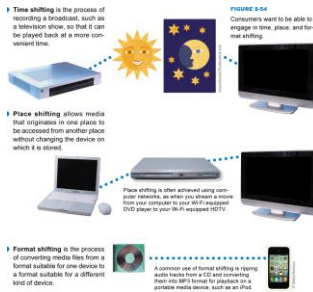 Time shifting is the process of
recording a broadcast, such as
a television show, so that it can
be played back at a more con-
venient time.
FIGURE 8-54
Consumers want to be able to
engage in time, place, and for-
mat shifting.
Place shifting allows media
that originates in one place to
be accessed from another place
without changing the device on
which it is stored.
Place shifting is often achieved using com-
puter networks, as when you stream a movie
from your computer to your Wi-Fi equipped
DVD player to your Wi-Fi equipped HDTV.
Format shifting is the process
of converting media files from a
format suitable for one device to
a format suitable for a different
kind of device.
A common use of format shifting is ripping
audio tracks from a CD and converting
them into MP3 format for playback on a
portable media device, such as an iPod.